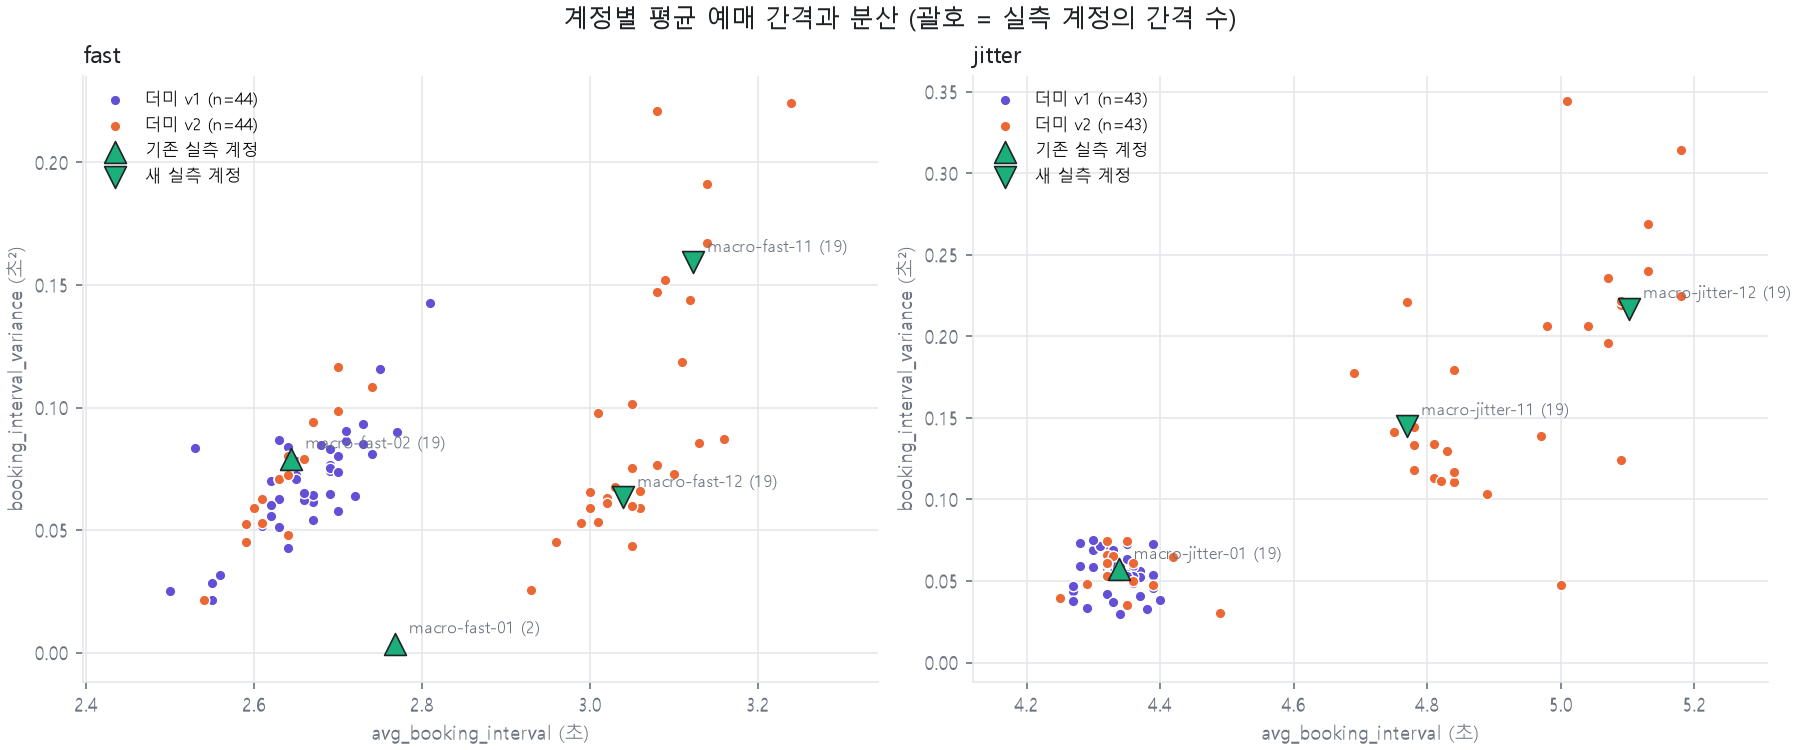 계정별 평균 예매 간격과 분산 (괄호 = 실측 계정의 간격 수)
fast
더미 v1 (n=44)
더미 v2 (n=44)
기존 실측 계정
새 실측 계정
0.20
0.15
0.10
0.05
0.00
booking_interval_variance (초²)
macro-fast-11 (19)
macro-fast-02 (19)
macro-fast-12 (19)
macro-fast-01 (2)
2.4
2.6
2.8
3.0
3.2
avg_booking_interval (초)
jitter
더미 v1 (n=43)
더미 v2 (n=43)
기존 실측 계정
새 실측 계정
0.35
0.30
0.25
0.20
0.15
0.10
0.05
0.00
booking_interval_variance (초²)
macro-jitter-12 (19)
macro-jitter-11 (19)
macro-jitter-01 (19)
4.2
4.4
4.6
4.8
5.0
5.2
avg_booking_interval (초)